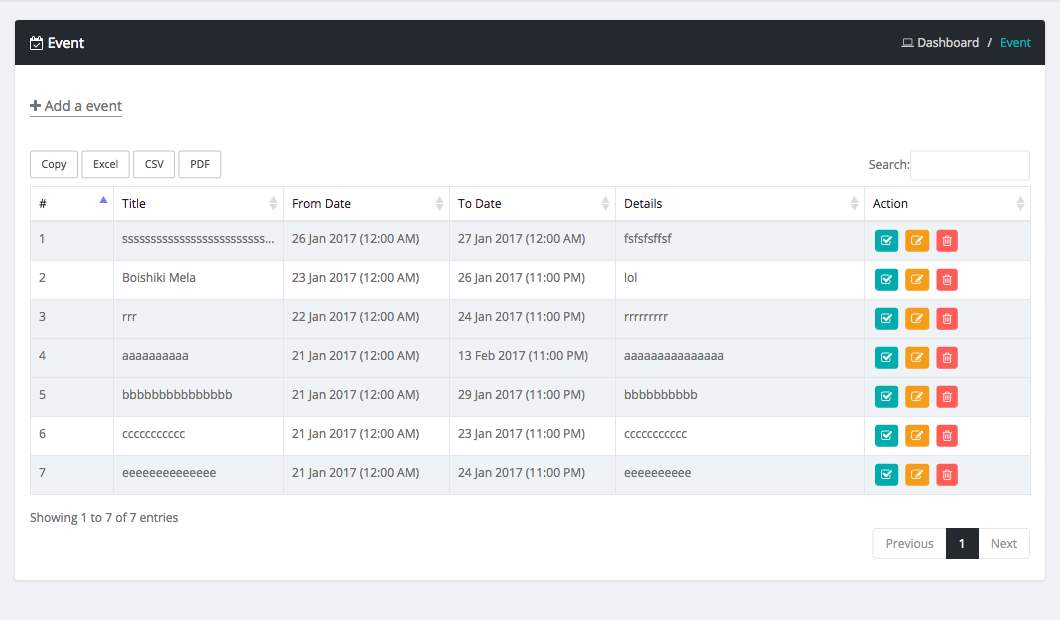 Event
Dashboard / Event
Add a event
Copy Excel CSV PDF Search:
# Title From Date To Date Details Action
1 ssssssssssssssssssssssssss... 26 Jan 2017 (12:00 AM) 27 Jan 2017 (12:00 AM) fsfsfsffsf
2 Boishiki Mela 23 Jan 2017 (12:00 AM) 26 Jan 2017 (11:00 PM) lol
3 rrr 22 Jan 2017 (12:00 AM) 24 Jan 2017 (11:00 PM) rrrrrrrrr
4 aaaaaaaaaa 21 Jan 2017 (12:00 AM) 13 Feb 2017 (11:00 PM) aaaaaaaaaaaaaaa
5 bbbbbbbbbbbbbbb 21 Jan 2017 (12:00 AM) 29 Jan 2017 (11:00 PM) bbbbbbbbbb
6 ccccccccccc 21 Jan 2017 (12:00 AM) 23 Jan 2017 (11:00 PM) ccccccccccc
7 eeeeeeeeeeeeee 21 Jan 2017 (12:00 AM) 24 Jan 2017 (11:00 PM) eeeeeeeeee
Showing 1 to 7 of 7 entries
Previous 1 Next